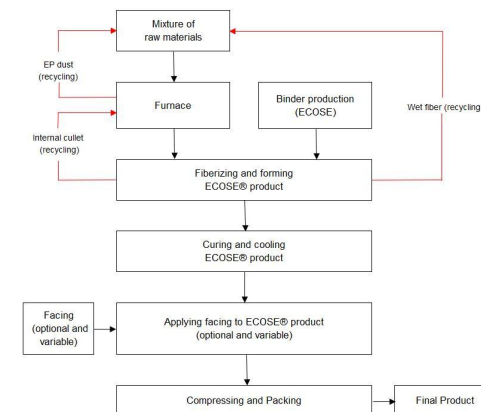 Mixture of
raw materials
EP dust
(recycling)
Furnace
Binder production
(ECOSE)
Wet fiber (recycling
Internal cullet
(recycling)
Fiberizing and forming
ECOSE® product
Curing and cooling
ECOSE® product
Facing
(optional and
variable)
Applying facing to ECOSE® product
(optional and variable)
Compressing and Packing
Final Product